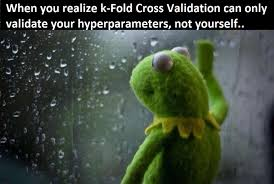 When you realize k-Fold Cross Validation can only
validate your hyperparameters, not yourself..